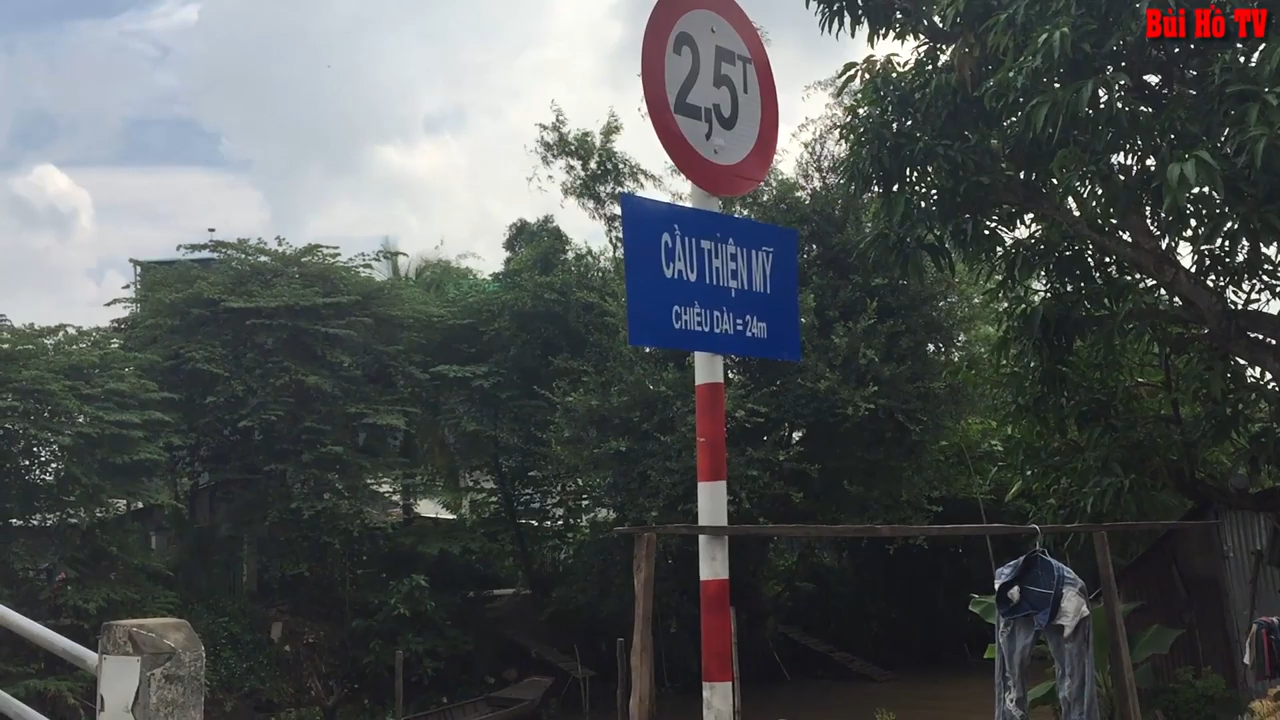 Bùi Hồ TV
2,5T
CẦU THIỆN MỸ
CHIỀU DÀI = 24m